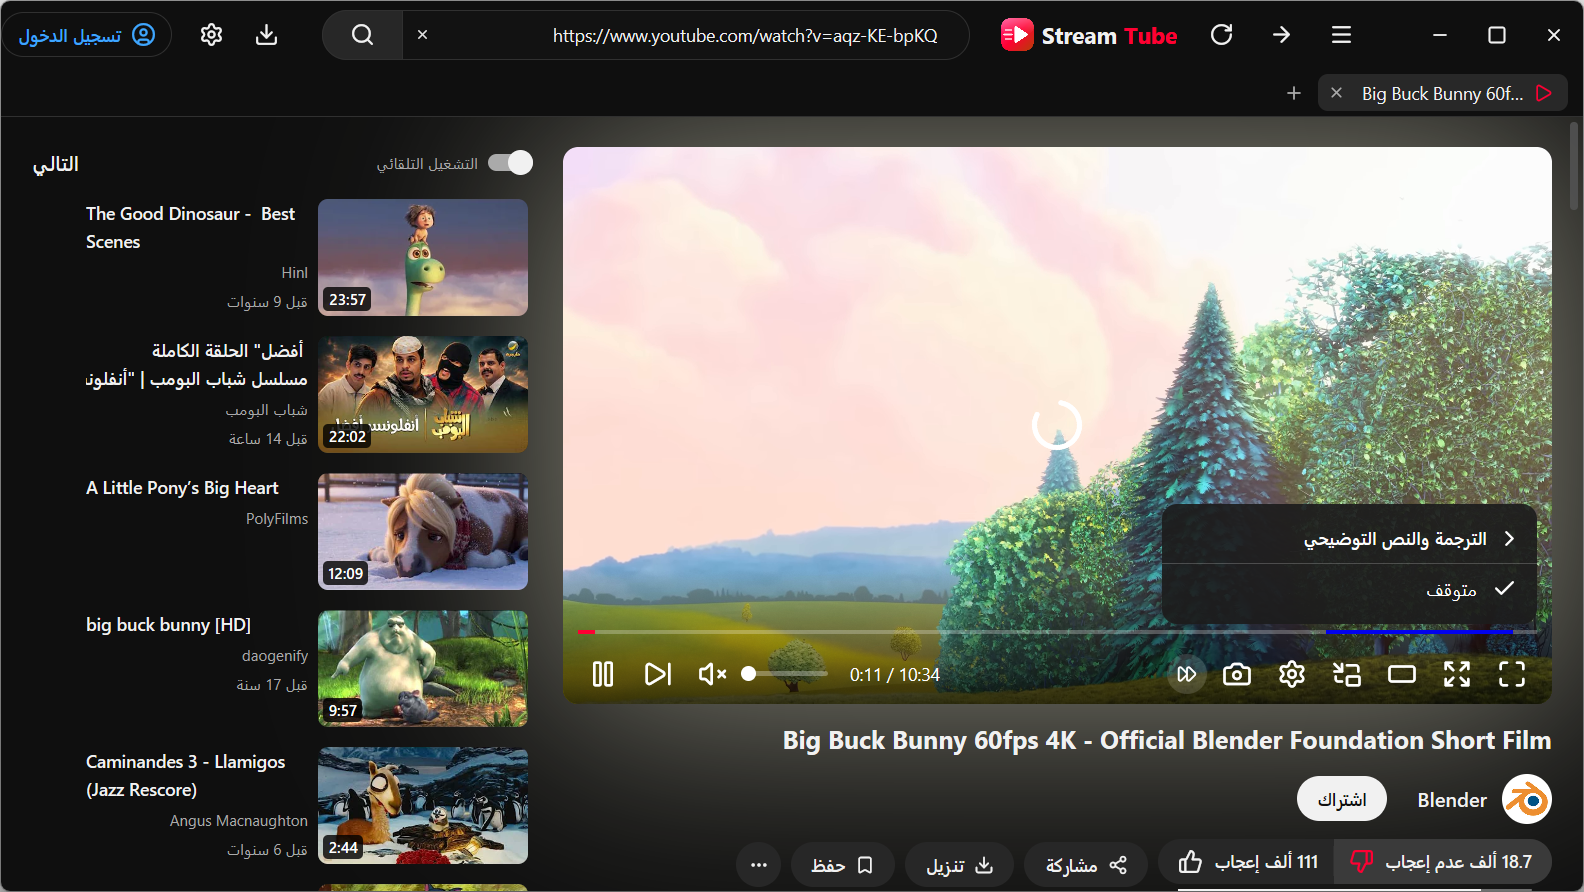 تسجيل الدخول
https://www.youtube.com/watch?v=aqz-KE-bpKQ
Stream Tube
Big Buck Bunny 60f...
التالي
التشغيل التلقائي
The Good Dinosaur - Best
Scenes
Hinl
قبل 9 سنوات
23:57
أفضل" الحلقة الكاملة
مسلسل شباب البومب | "أنفلونس
شباب البومب
قبل 14 ساعة
شباب البومب
انفلونسر أفضل
22:02
A Little Pony’s Big Heart
PolyFilms
12:09
big buck bunny [HD]
daogenify
قبل 17 سنة
9:57
Caminandes 3 - Llamigos
(Jazz Rescore)
Angus Macnaughton
قبل 6 سنوات
2:44
الترجمة والنص التوضيحي
متوقف
0:11 / 10:34
Big Buck Bunny 60fps 4K - Official Blender Foundation Short Film
Blender
اشتراك
18.7 ألف عدم إعجاب
111 ألف إعجاب
مشاركة
تنزيل
حفظ